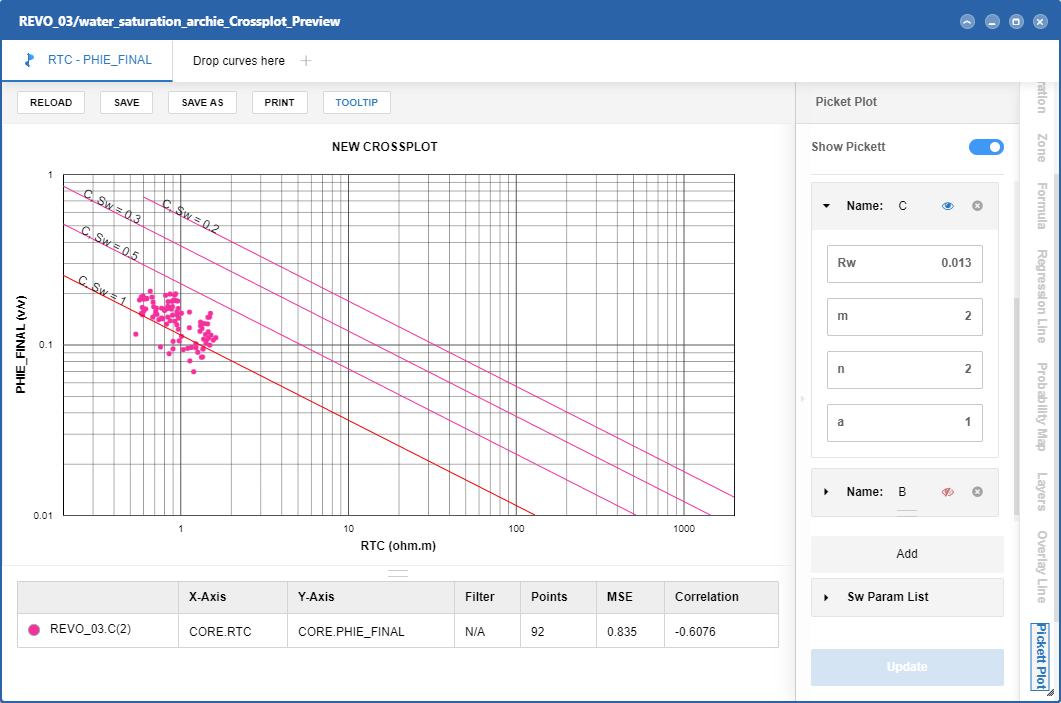 REVO_03/water_saturation_archie_Crossplot_Preview
RTC - PHIE_FINAL
Drop curves here +
RELOAD
SAVE
SAVE AS
PRINT
TOOLTIP
NEW CROSSPLOT
PHIE_FINAL (v/v)
1
0.1
0.01
C, Sw = 0.3
C, Sw = 0.2
C, Sw = 0.5
C, Sw = 1
1
10
100
1000
RTC (ohm.m)
X-Axis Y-Axis Filter Points MSE Correlation
REVO_03.C(2) CORE.RTC CORE.PHIE_FINAL N/A 92 0.835 -0.6076
Picket Plot
Show Pickett
Name: C
Rw 0.013
m 2
n 2
a 1
Name: B
Add
Sw Param List
Update
ration
Zone
Formula
Regression Line
Probability Map
Layers
Overlay Line
Pickett Plot